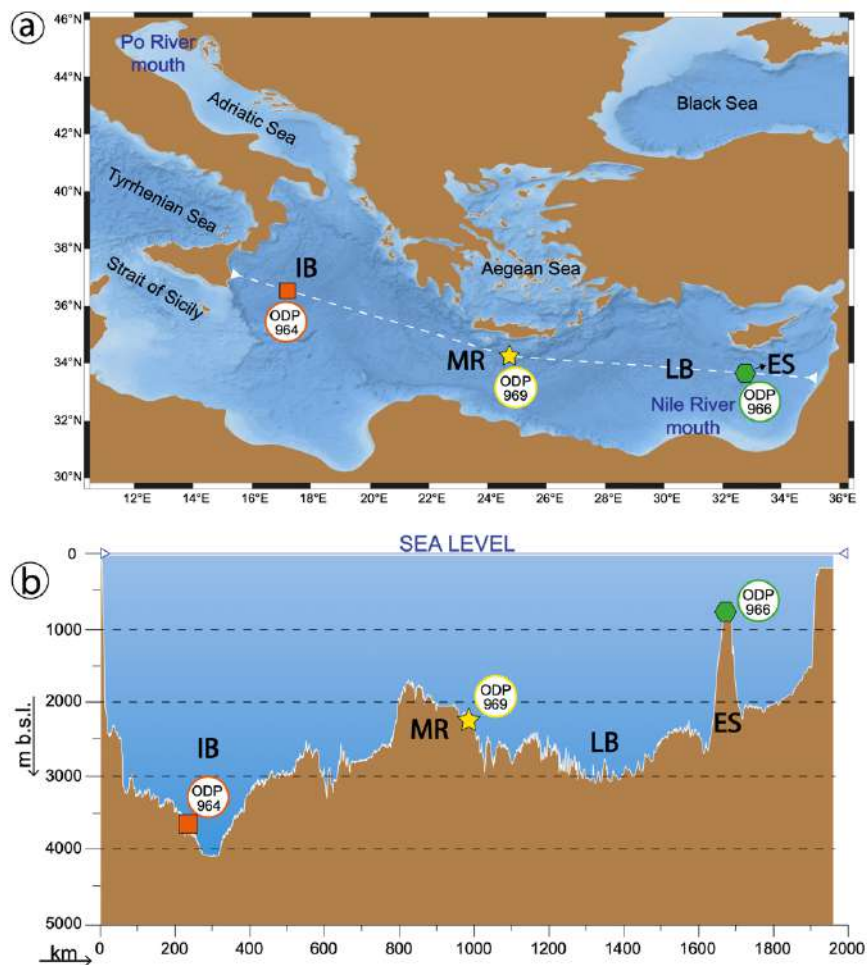 a
46°N
44°N
42°N
40°N
38°N
36°N
34°N
32°N
30°N
Po River
mouth
Adriatic Sea
Black Sea
Tyrrhenian Sea
Strait of Sicily
Aegean Sea
IB
ODP
964
MR
ODP
969
LB
ES
ODP
966
Nile River
mouth
12°E
16°E
18°E
20°E
22°E
24°E
26°E
28°E
30°E
32°E
34°E
36°E
b
SEA LEVEL
0
1000
2000
3000
4000
5000
m b.s.l.
IB
ODP
964
MR
ODP
969
LB
ES
ODP
966
km
0
200
400
600
800
1000
1200
1400
1600
1800
2000